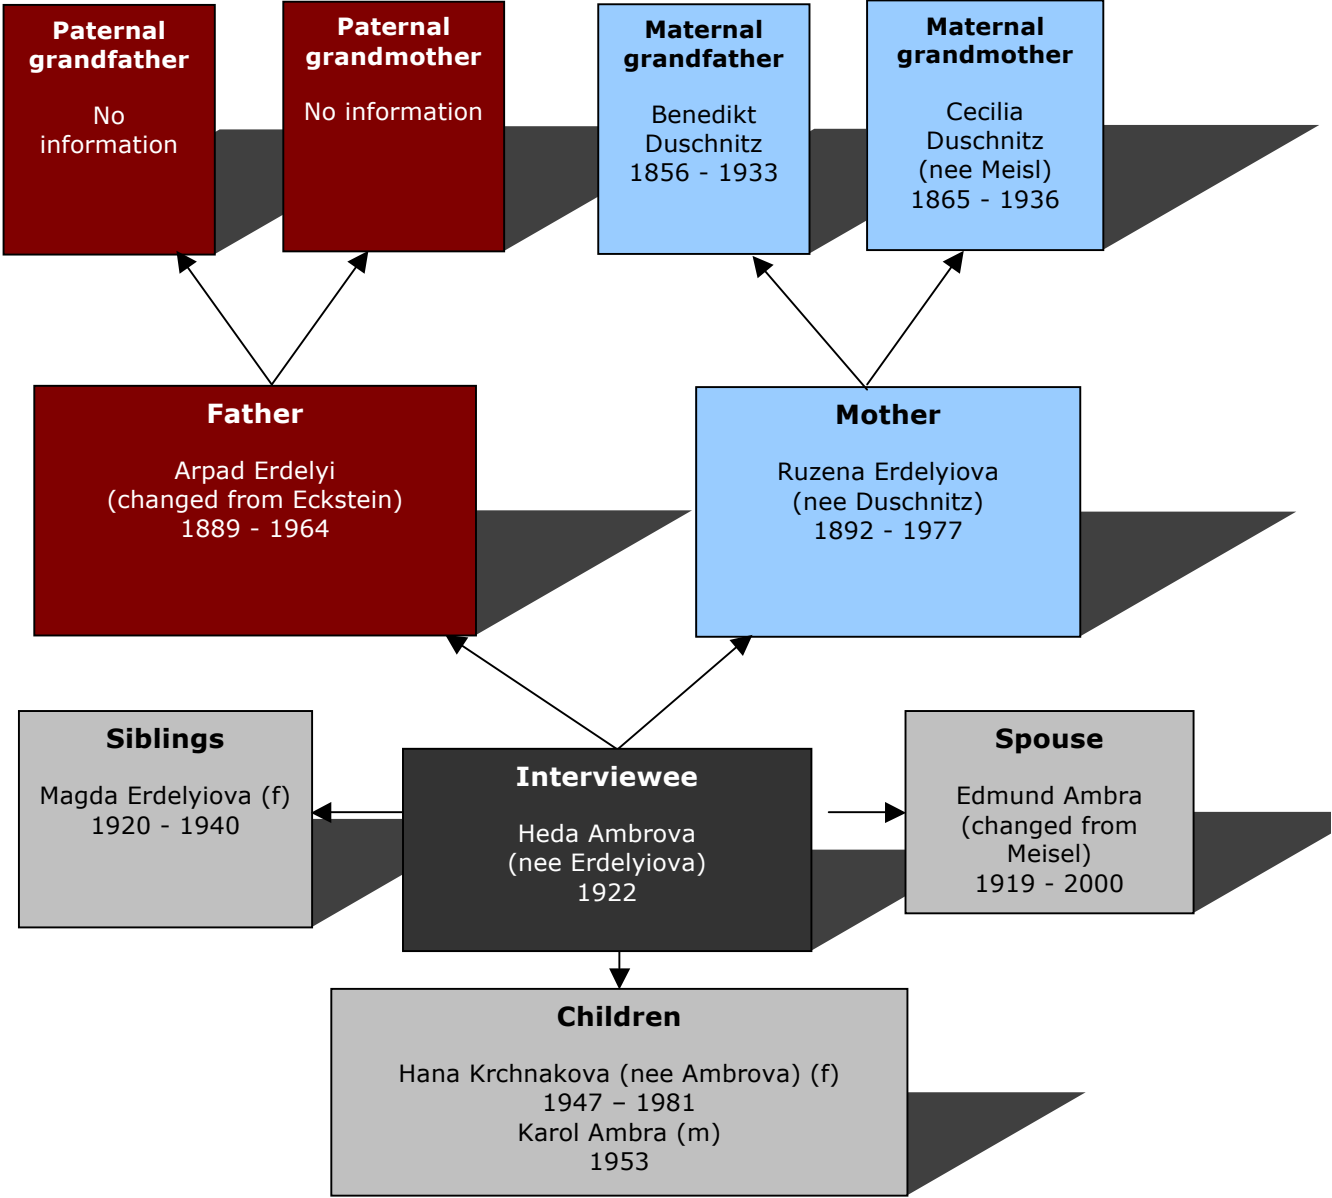 Paternal
grandfather
No
information
Paternal
grandmother
No information
Maternal
grandfather
Benedikt
Duschnitz
1856 - 1933
Maternal
grandmother
Cecilia
Duschnitz
(nee Meisl)
1865 - 1936
Father
Arpad Erdelyi
(changed from Eckstein)
1889 - 1964
Mother
Ruzena Erdelyiova
(nee Duschnitz)
1892 - 1977
Siblings
Magda Erdelyiova (f)
1920 - 1940
Interviewee
Heda Ambrova
(nee Erdelyiova)
1922
Spouse
Edmund Ambra
(changed from
Meisel)
1919 - 2000
Children
Hana Krchnakova (nee Ambrova) (f)
1947 – 1981
Karol Ambra (m)
1953